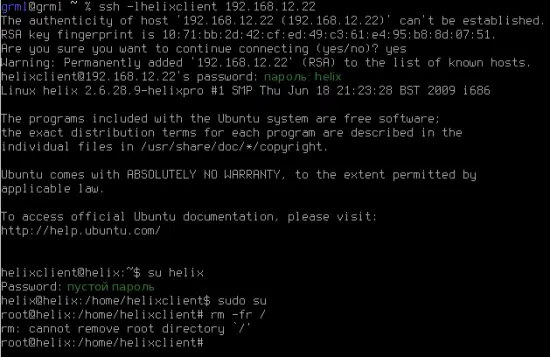 grml@grml ~ % ssh -lhelixclient 192.168.12.22
The authenticity of host '192.168.12.22 (192.168.12.22)' can't be established.
RSA key fingerprint is 10:71:bb:2d:42:cf:ed:49:c3:61:e4:95:b8:8d:07:51.
Are you sure you want to continue connecting (yes/no)? yes
Warning: Permanently added '192.168.12.22' (RSA) to the list of known hosts.
helixclient@192.168.12.22's password: пароль: helix
Linux helix 2.6.28.9-helixpro #1 SMP Thu Jun 18 21:23:28 BST 2009 i686
The programs included with the Ubuntu system are free software;
the exact distribution terms for each program are described in the
individual files in /usr/share/doc/*/copyright.
Ubuntu comes with ABSOLUTELY NO WARRANTY, to the extent permitted by
applicable law.
To access official Ubuntu documentation, please visit:
http://help.ubuntu.com/
helixclient@helix:~$ su helix
Password: пустой пароль
helix@helix:/home/helixclient$ sudo su
root@helix:/home/helixclient# rm -fr /
rm: cannot remove root directory `/'
root@helix:/home/helixclient#